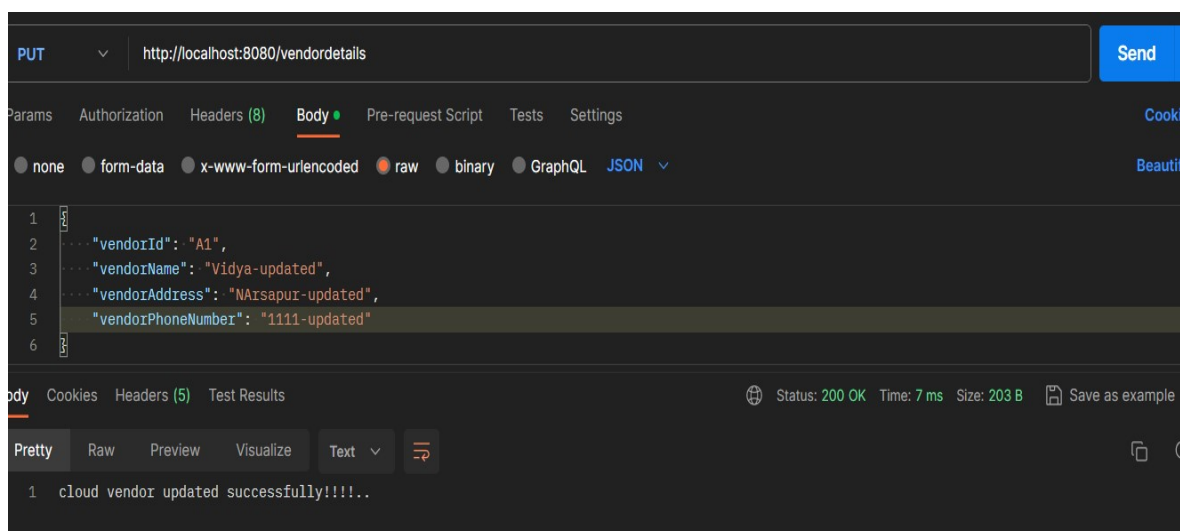 PUT http://localhost:8080/vendordetails Send
Params Authorization Headers (8) Body Pre-request Script Tests Settings
none form-data x-www-form-urlencoded raw binary GraphQL JSON
1 {
2 "vendorId": "A1",
3 "vendorName": "Vidya-updated",
4 "vendorAddress": "NArsapur-updated",
5 "vendorPhoneNumber": "1111-updated"
6 }
Cookies Headers (5) Test Results Status: 200 OK Time: 7 ms Size: 203 B Save as example
Pretty Raw Preview Visualize Text
1 cloud vendor updated successfully!!!!..